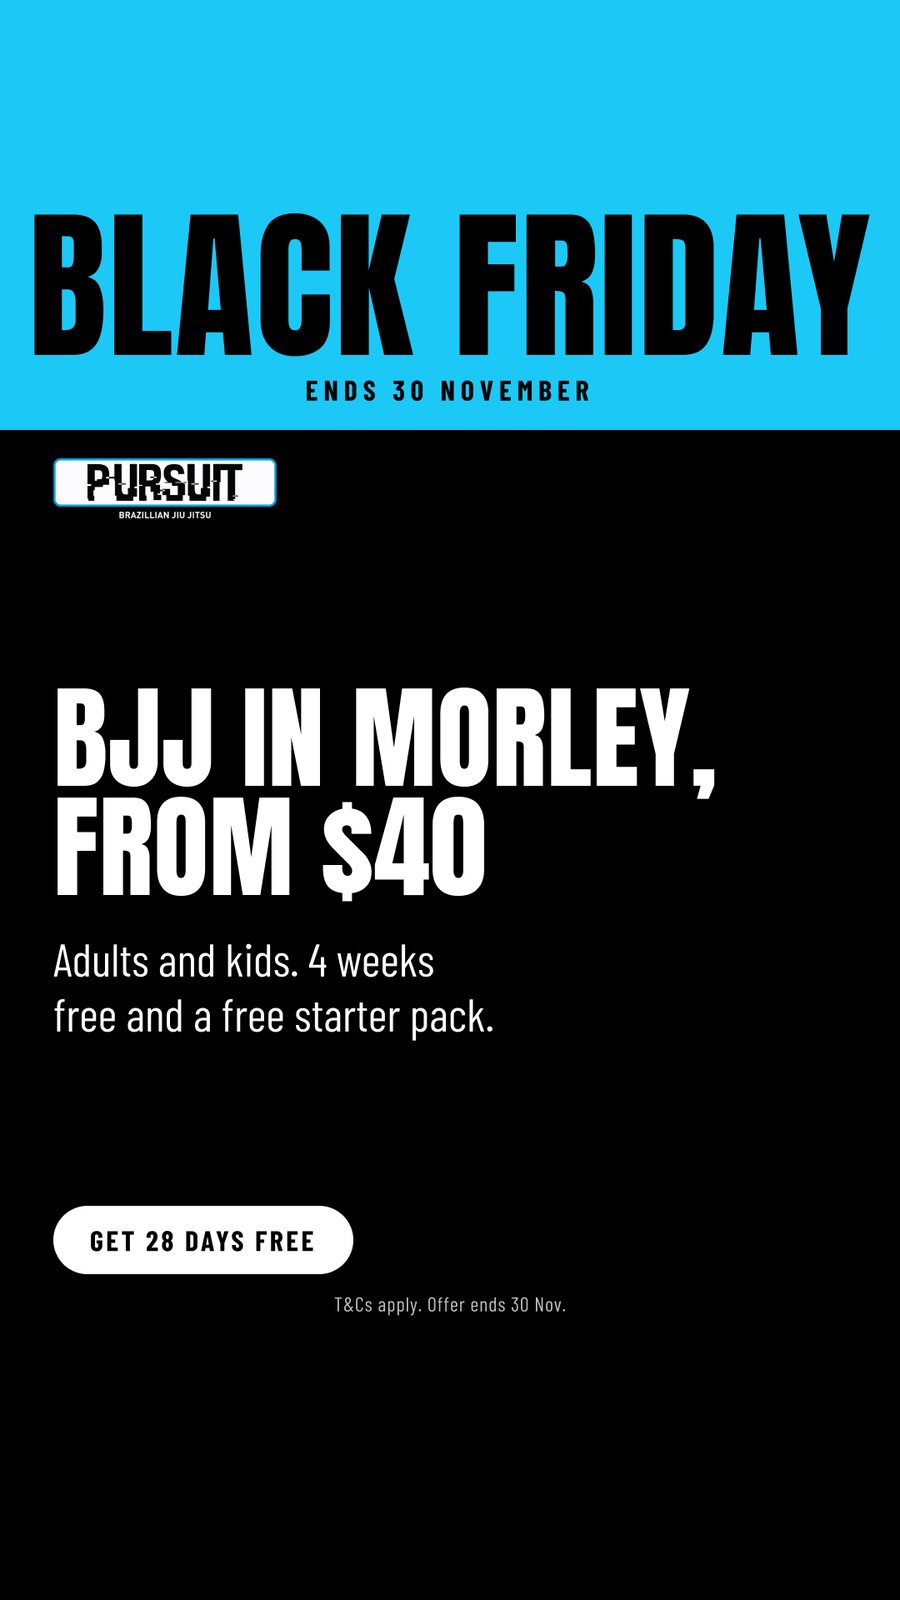 BLACK FRIDAY
ENDS 30 NOVEMBER
PURSUIT
BRAZILLIAN JIU JITSU
BJJ IN MORLEY,
FROM $40
Adults and kids. 4 weeks
free and a free starter pack.
GET 28 DAYS FREE
T&Cs apply. Offer ends 30 Nov.